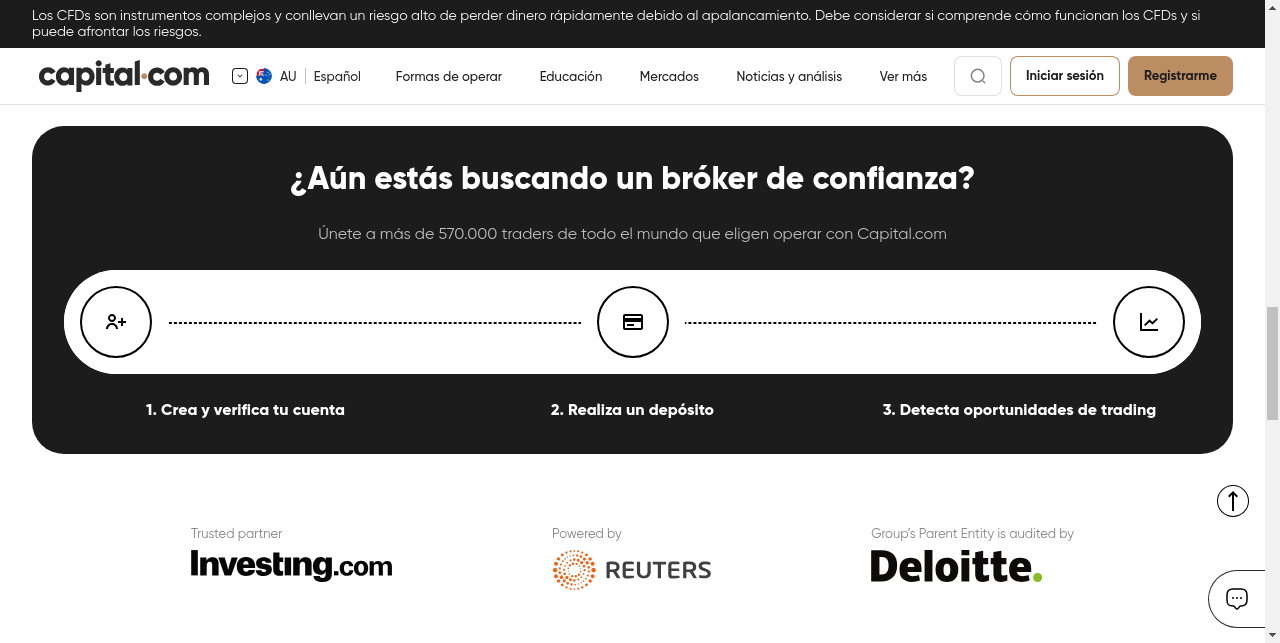 Los CFDs son instrumentos complejos y conllevan un riesgo alto de perder dinero rápidamente debido al apalancamiento. Debe considerar si comprende cómo funcionan los CFDs y si
puede afrontar los riesgos.
capital.com AU Español Formas de operar Educación Mercados Noticias y análisis Ver más Iniciar sesión Registrarme
¿Aún estás buscando un bróker de confianza?
Únete a más de 570.000 traders de todo el mundo que eligen operar con Capital.com
1. Crea y verifica tu cuenta 2. Realiza un depósito 3. Detecta oportunidades de trading
Trusted partner Powered by Group's Parent Entity is audited by
Investing.com REUTERS Deloitte.